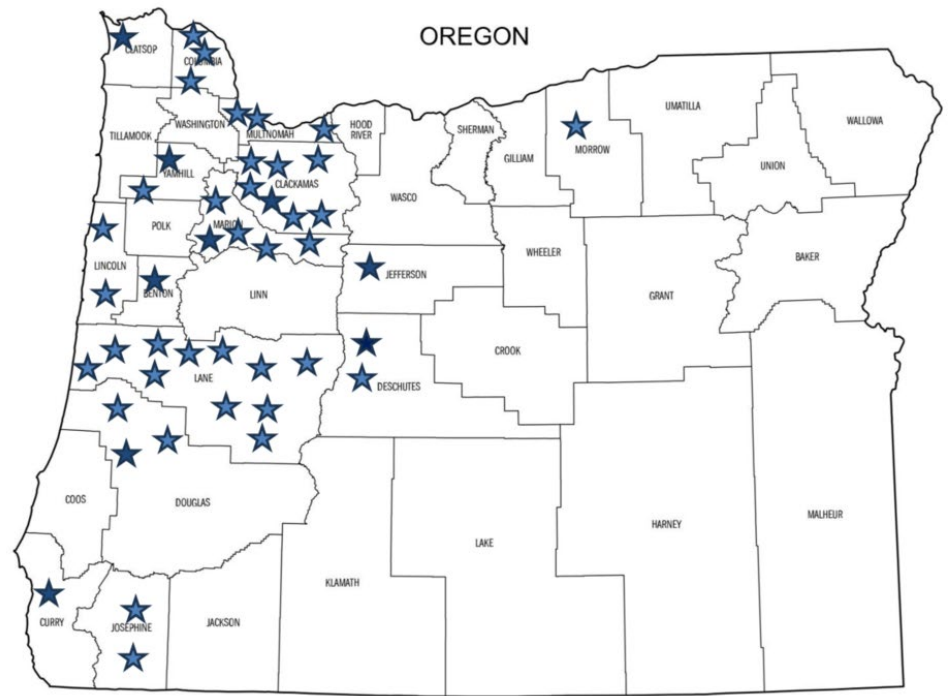 OREGON
CLATSOP
COLUMBIA
TILLAMOOK
WASHINGTON
MULTNOMAH
HOOD
RIVER
SHERMAN
GILLIAM
MORROW
UMATILLA
WALLOWA
UNION
YAMHILL
CLACKAMAS
WASCO
POLK
MARION
WHEELER
BAKER
LINCOLN
BENTON
LINN
JEFFERSON
GRANT
CROOK
LANE
DESCHUTES
COOS
DOUGLAS
KLAMATH
LAKE
HARNEY
MALHEUR
CURRY
JOSEPHINE
JACKSON